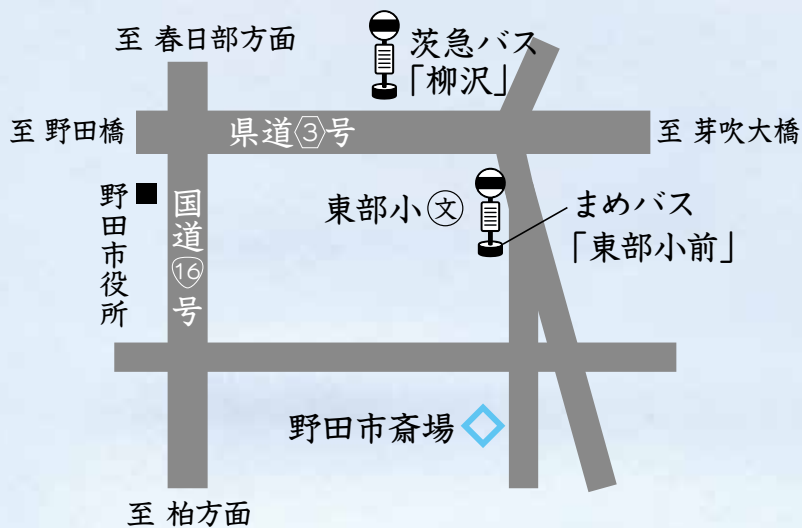 至 春日部方面
茨急バス
「柳沢」
至 野田橋
県道③号
至 芽吹大橋
野田市役所
国道⑯号
東部小㊛
まめバス
「東部小前」
野田市斎場
至 柏方面